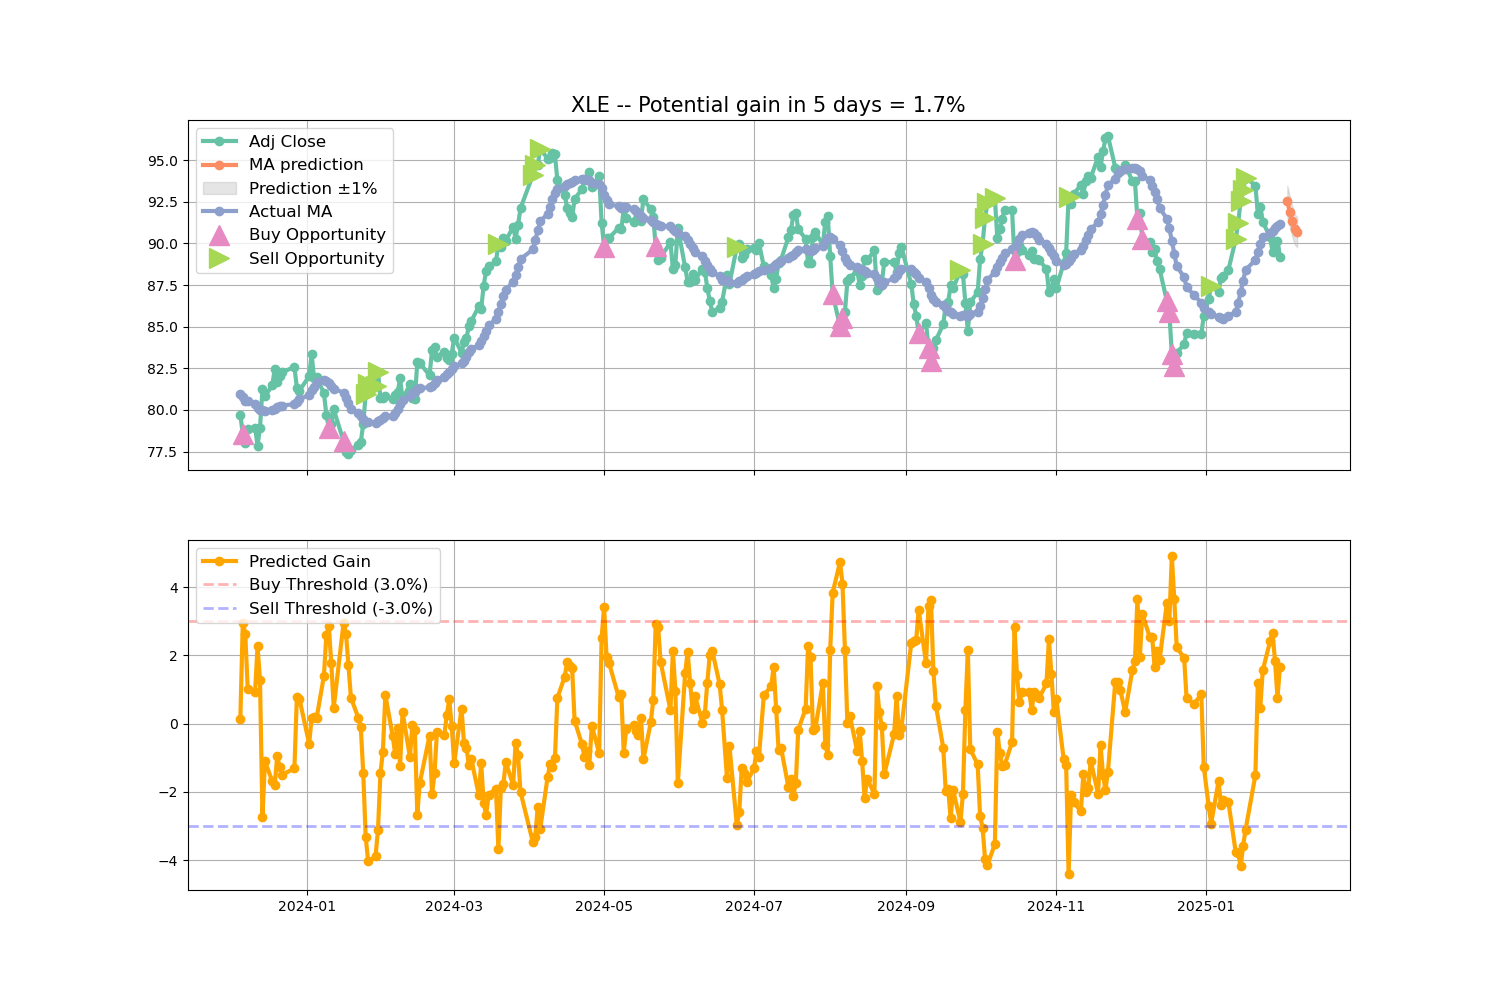 XLE -- Potential gain in 5 days = 1.7%
Adj Close
MA prediction
Prediction ±1%
Actual MA
Buy Opportunity
Sell Opportunity
95.0
92.5
90.0
87.5
85.0
82.5
80.0
77.5
Predicted Gain
Buy Threshold (3.0%)
Sell Threshold (-3.0%)
4
2
0
−2
−4
2024-01
2024-03
2024-05
2024-07
2024-09
2024-11
2025-01